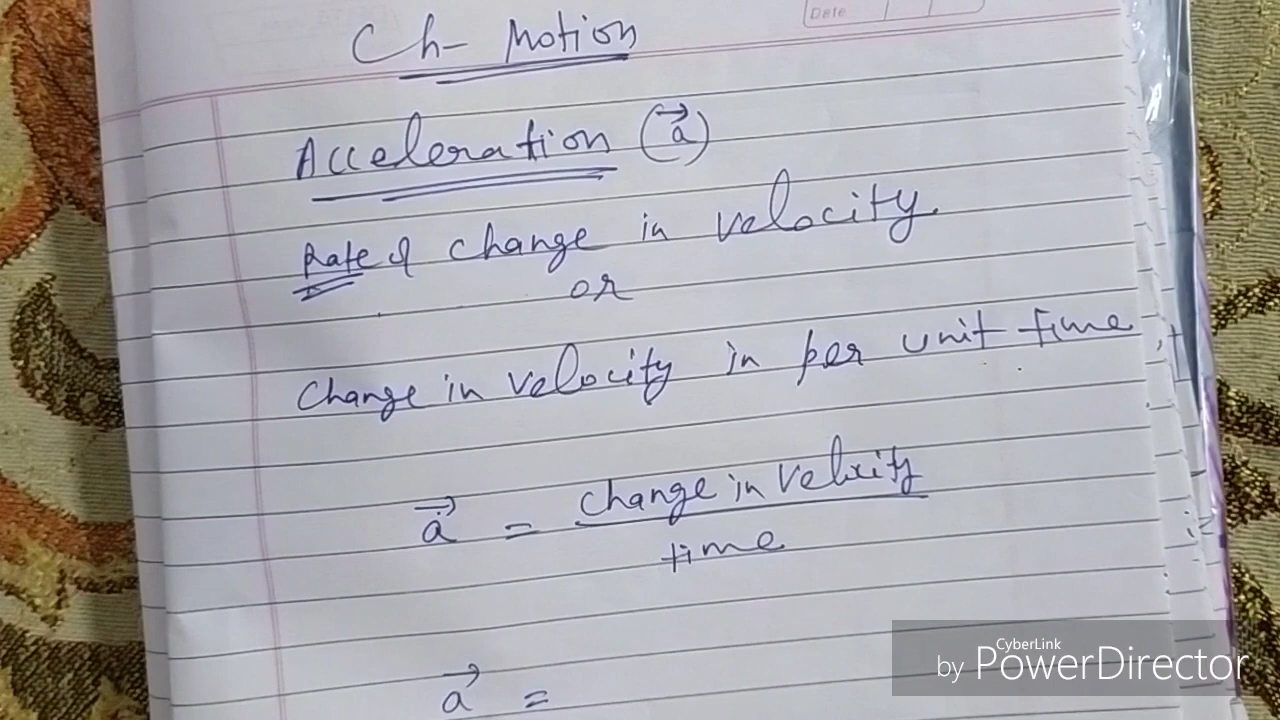 Date
Ch- Motion
Acceleration (a⃗)
Rate of change in velocity.
or
Change in velocity in per unit time
a⃗ = change in velocity
time
a⃗ =
CyberLink
by PowerDirector